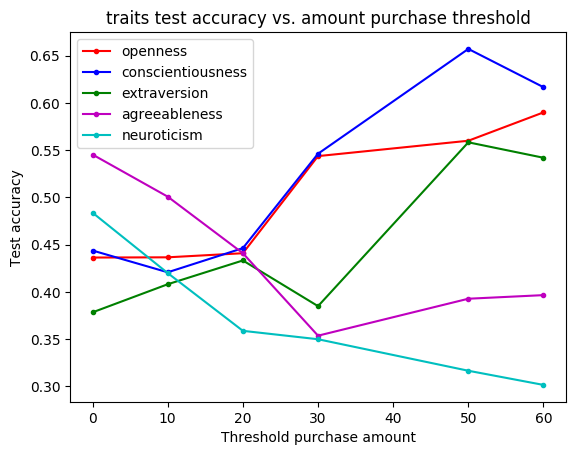 traits test accuracy vs. amount purchase threshold
openness
conscientiousness
extraversion
agreeableness
neuroticism
Test accuracy
0.65
0.60
0.55
0.50
0.45
0.40
0.35
0.30
0 10 20 30 40 50 60
Threshold purchase amount